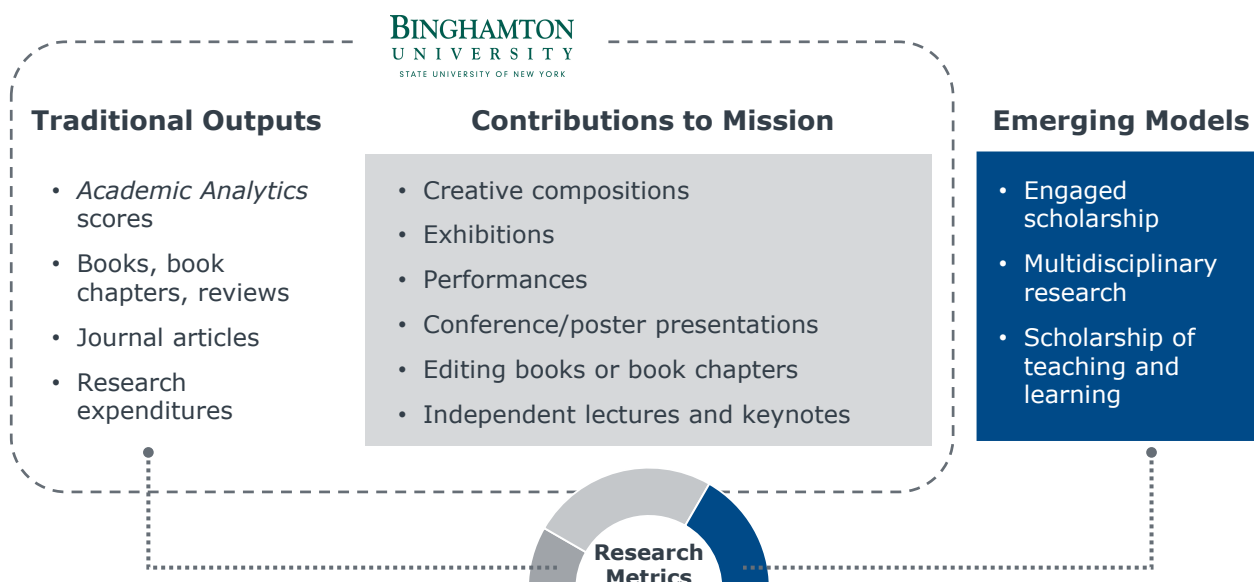 BINGHAMTON
UNIVERSITY
STATE UNIVERSITY OF NEW YORK
Traditional Outputs
• Academic Analytics
scores
• Books, book
chapters, reviews
• Journal articles
• Research
expenditures
Contributions to Mission
• Creative compositions
• Exhibitions
• Performances
• Conference/poster presentations
• Editing books or book chapters
• Independent lectures and keynotes
Emerging Models
• Engaged
scholarship
• Multidisciplinary
research
• Scholarship of
teaching and
learning
Research
Metrics